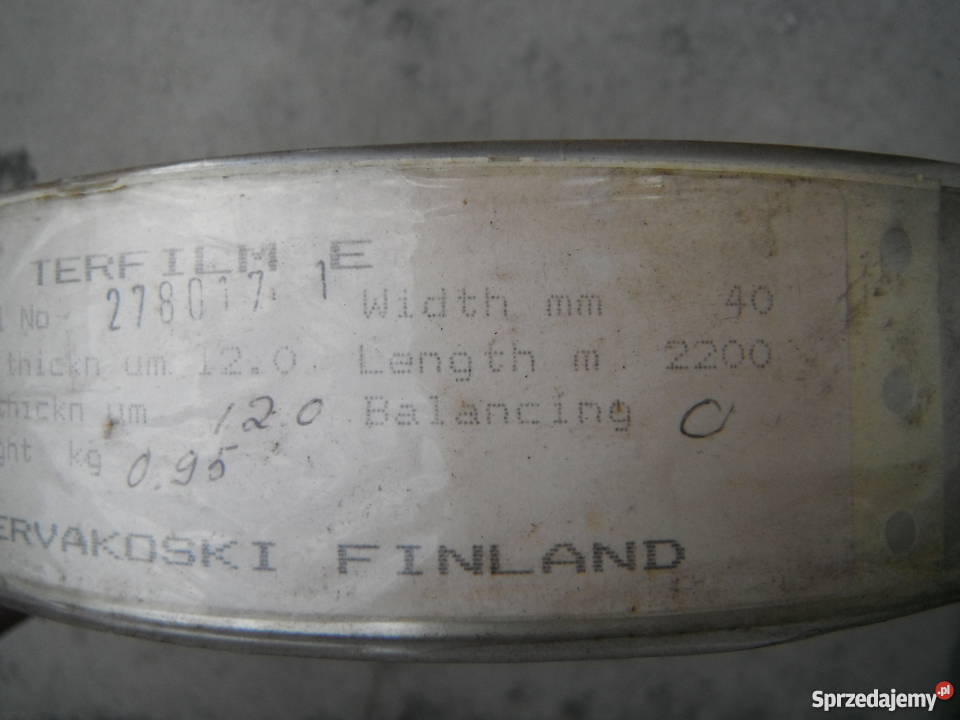 TERFILM E
l No 278017 1 Width mm 40
thickn um 12.0 Length m 2200
thickn um 12.0 Balancing C
ght kg 0.95
ERVAKOSKI FINLAND
Sprzedajemy.pl